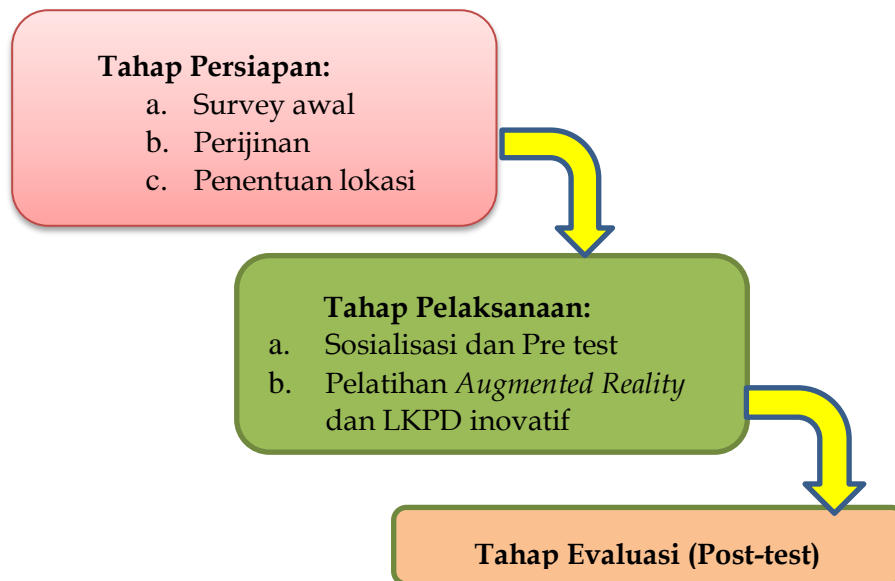 Tahap Persiapan:
a. Survey awal
b. Perijinan
c. Penentuan lokasi
Tahap Pelaksanaan:
a. Sosialisasi dan Pre test
b. Pelatihan Augmented Reality
dan LKPD inovatif
Tahap Evaluasi (Post-test)